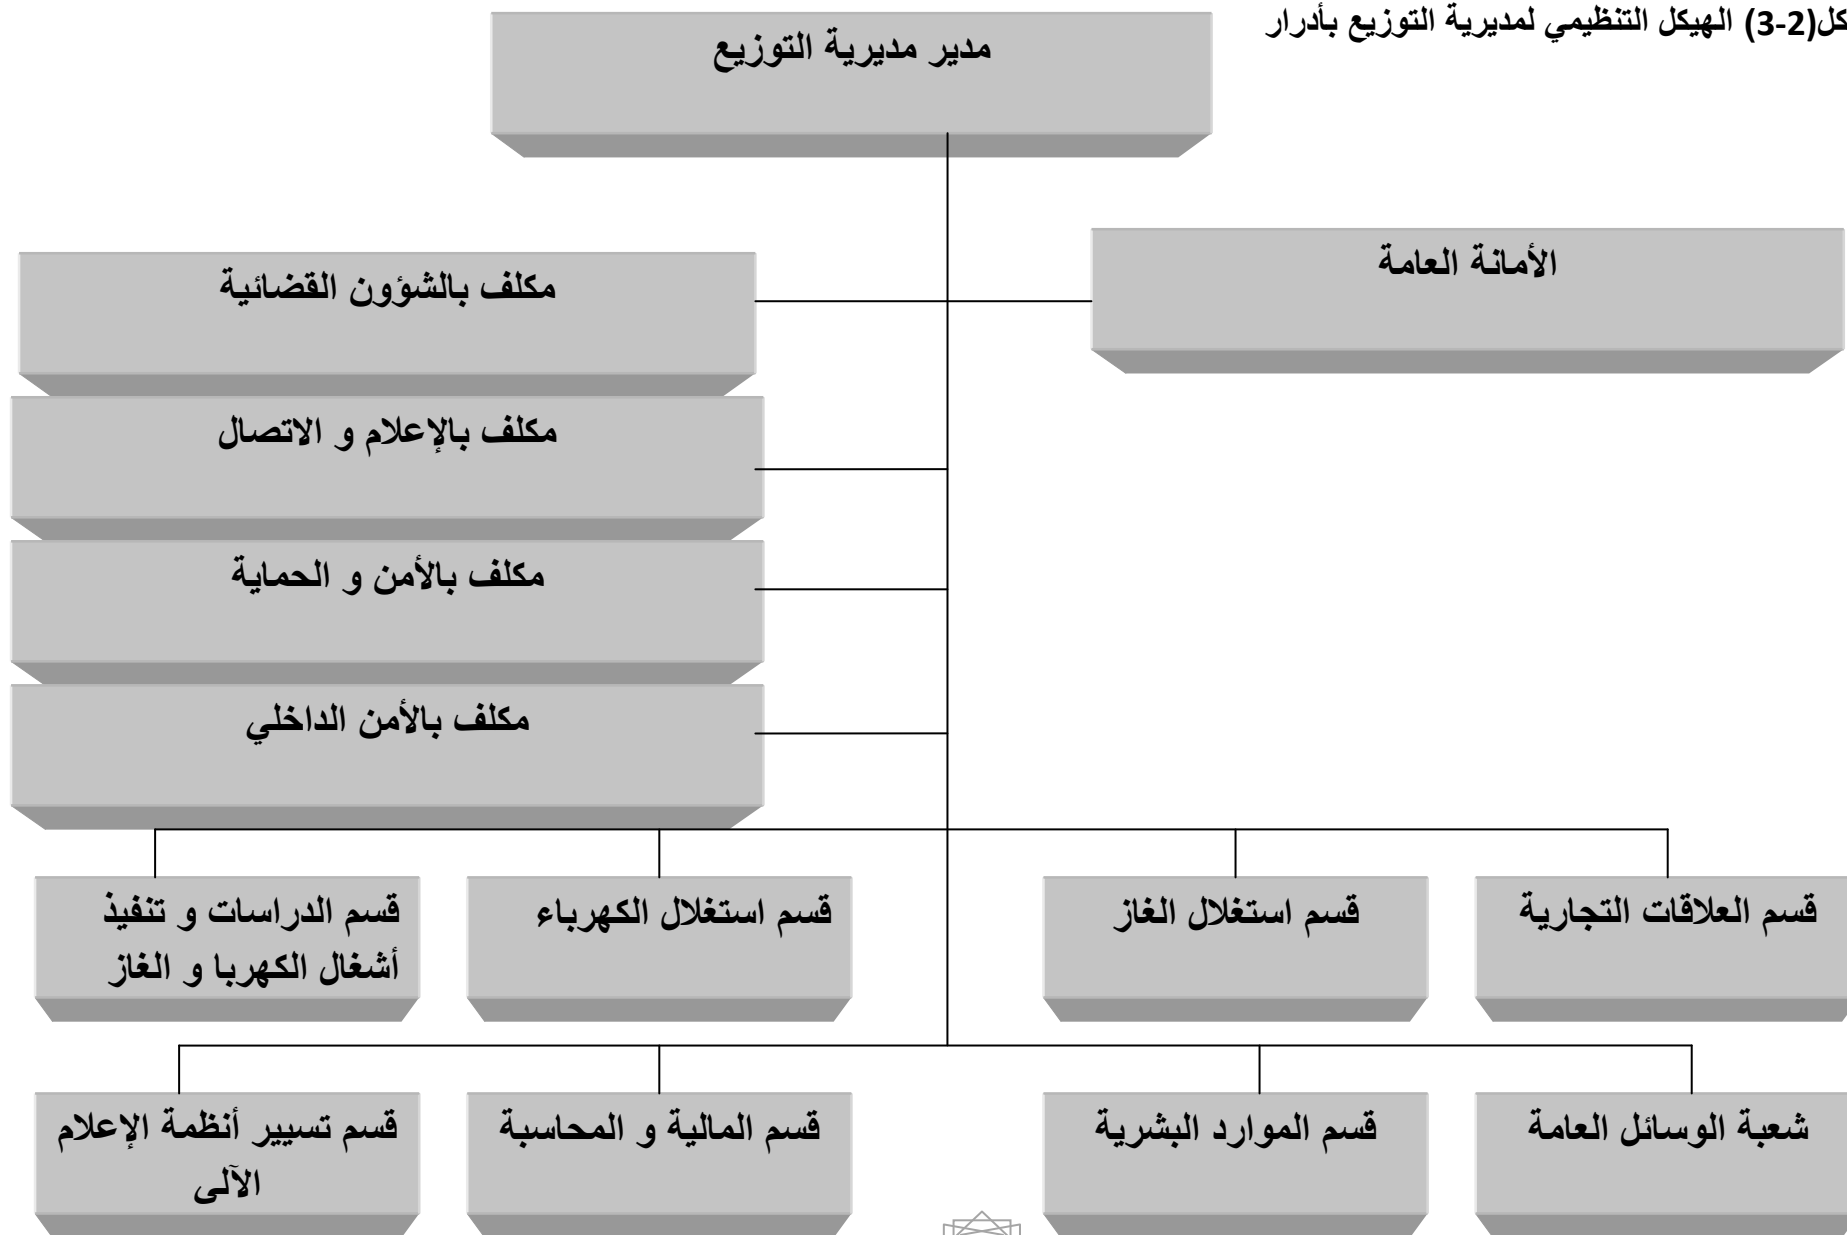 كل(2-3) الهيكل التنظيمي لمديرية التوزيع بأدرار
مدير مديرية التوزيع
الأمانة العامة
مكلف بالشؤون القضائية
مكلف بالإعلام و الاتصال
مكلف بالأمن و الحماية
مكلف بالأمن الداخلي
قسم العلاقات التجارية
قسم استغلال الغاز
قسم استغلال الكهرباء
قسم الدراسات و تنفيذ
أشغال الكهربا و الغاز
شعبة الوسائل العامة
قسم الموارد البشرية
قسم المالية و المحاسبة
قسم تسيير أنظمة الإعلام
الآلى